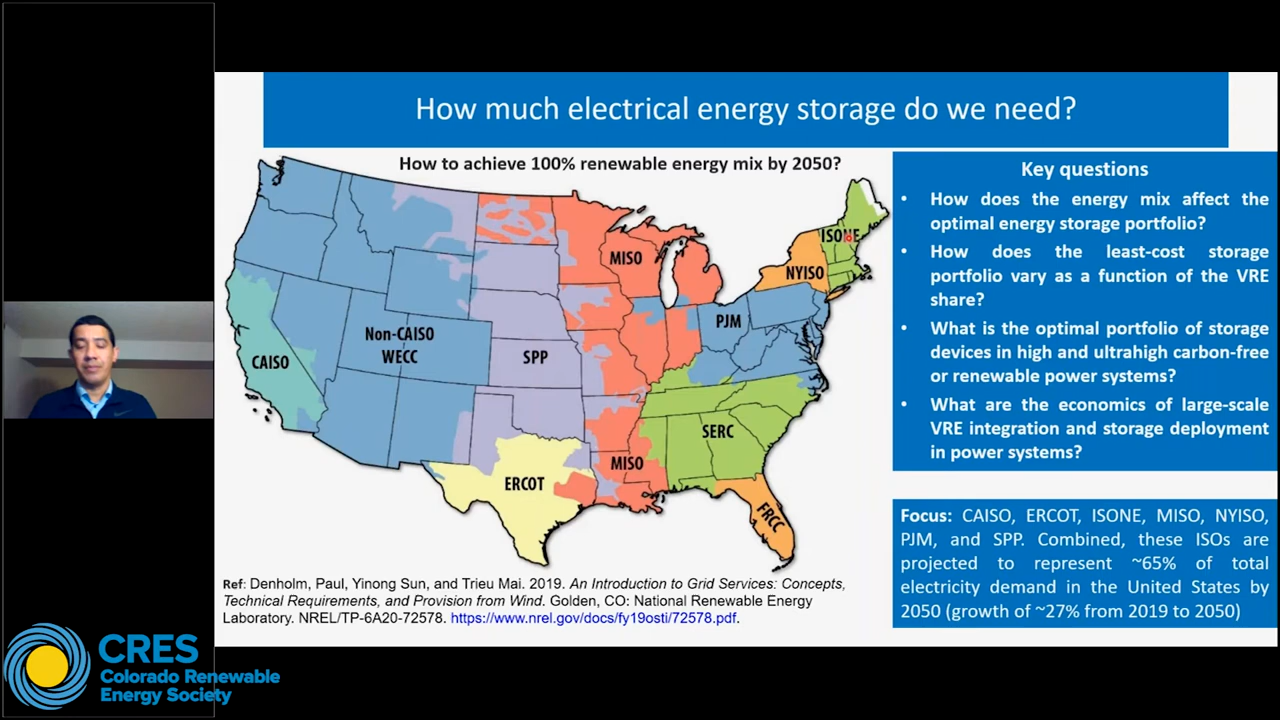 How much electrical energy storage do we need?
How to achieve 100% renewable energy mix by 2050?
ISONE
MISO
NYISO
PJM
Non-CAISO
WECC
CAISO
SPP
SERC
MISO
ERCOT
FRCC
Ref: Denholm, Paul, Yinong Sun, and Trieu Mai. 2019. An Introduction to Grid Services: Concepts,
Technical Requirements, and Provision from Wind. Golden, CO: National Renewable Energy
Laboratory. NREL/TP-6A20-72578. https://www.nrel.gov/docs/fy19osti/72578.pdf.
Key questions
• How does the energy mix affect the
optimal energy storage portfolio?
• How does the least-cost storage
portfolio vary as a function of the VRE
share?
• What is the optimal portfolio of storage
devices in high and ultrahigh carbon-free
or renewable power systems?
• What are the economics of large-scale
VRE integration and storage deployment
in power systems?
Focus: CAISO, ERCOT, ISONE, MISO, NYISO,
PJM, and SPP. Combined, these ISOs are
projected to represent ~65% of total
electricity demand in the United States by
2050 (growth of ~27% from 2019 to 2050)
CRES
Colorado Renewable
Energy Society